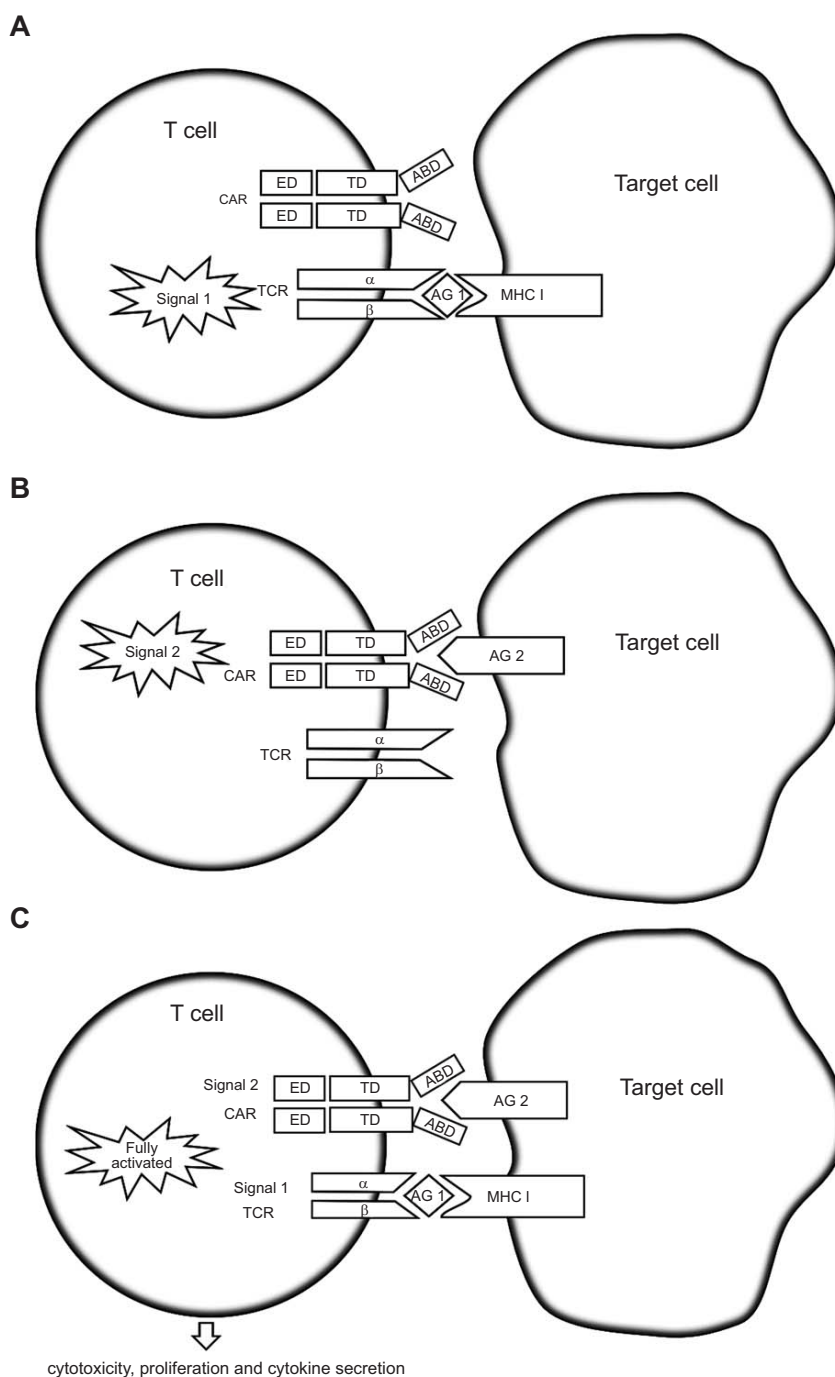 A
T cell
Target cell
CAR
ED TD ABD
ED TD ABD
Signal 1
TCR
α
β
AG 1
MHC I
B
T cell
Target cell
Signal 2
CAR
ED TD ABD
ED TD ABD
AG 2
TCR
α
β
C
T cell
Target cell
Signal 2
CAR
ED TD ABD
ED TD ABD
AG 2
Fully
activated
Signal 1
TCR
α
β
AG 1
MHC I
cytotoxicity, proliferation and cytokine secretion